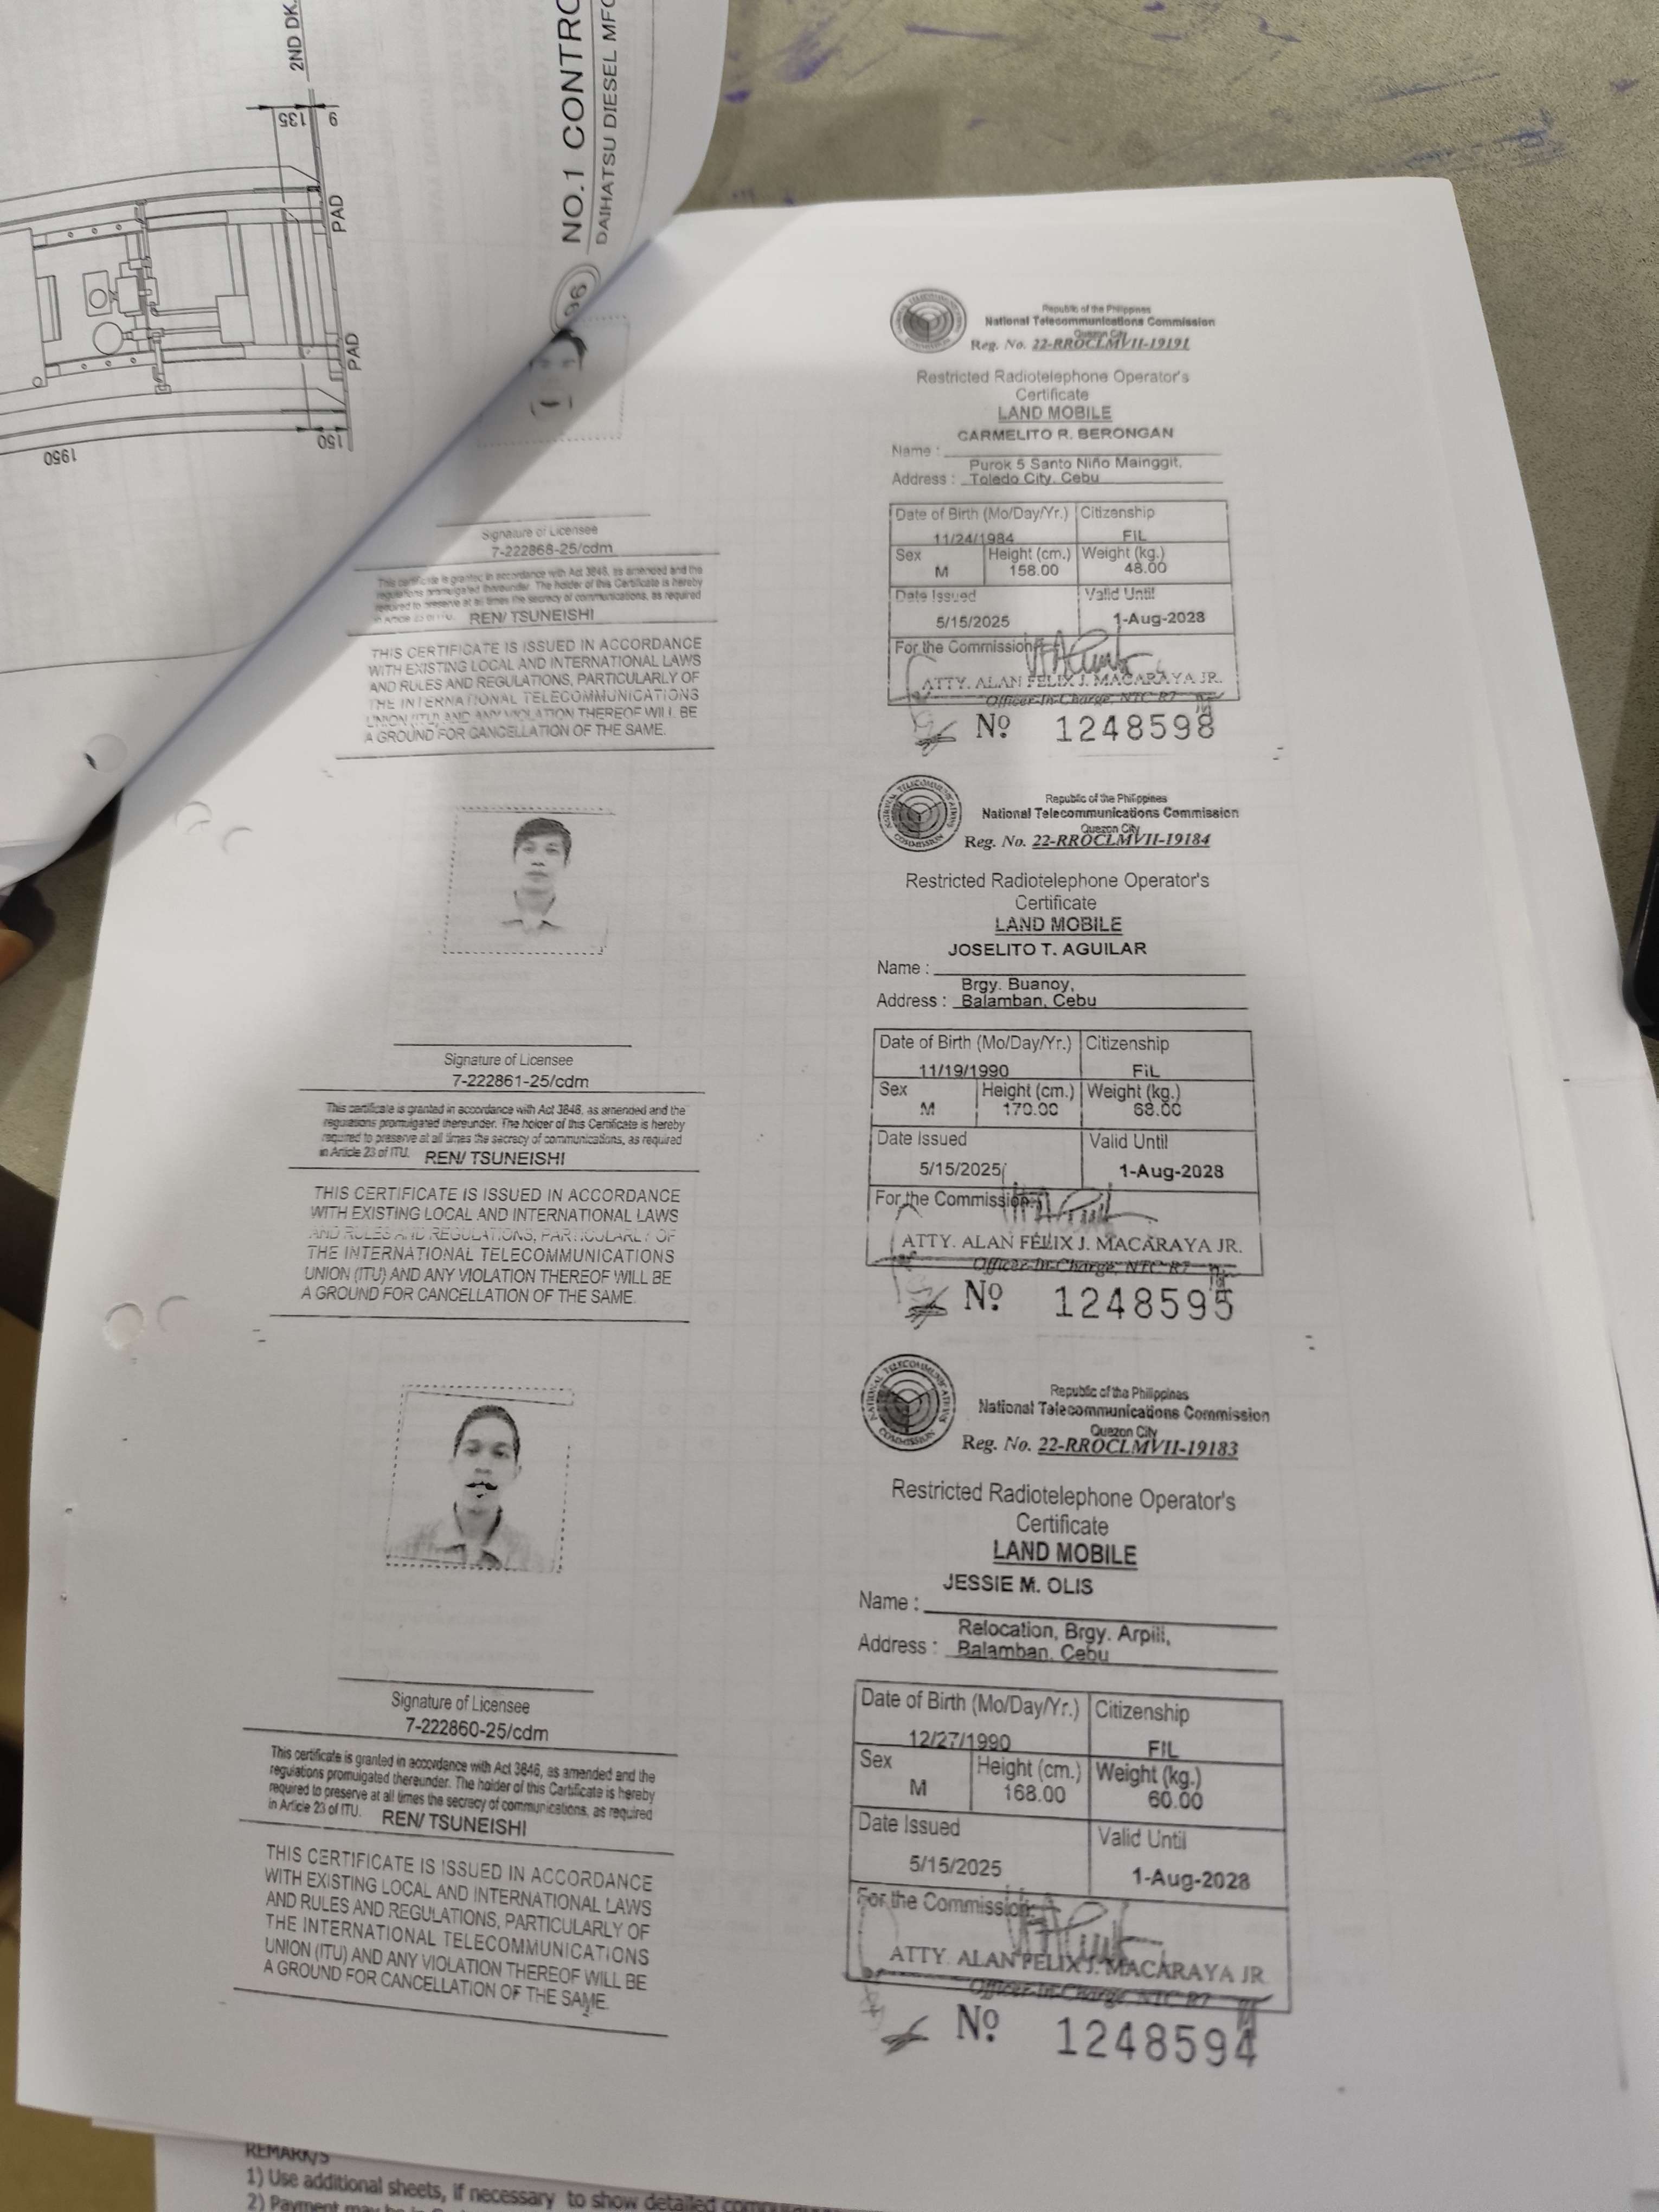 2ND DK.
135
9
PAD
PAD
150
1950
NO.1 CONTRO
DAIHATSU DIESEL MFG
96
Republic of the Philippines
National Telecommunications Commission
Quezon City
Reg. No. 22-RROCLMVII-19191
Restricted Radiotelephone Operator's
Certificate
LAND MOBILE
CARMELITO R. BERONGAN
Name :
Purok 5 Santo Niño Mainggit,
Address : Toledo City, Cebu
Date of Birth (Mo/Day/Yr.) Citizenship
11/24/1984 FIL
Sex Height (cm.) Weight (kg.)
M 158.00 48.00
Date Issued Valid Until
5/15/2025 1-Aug-2028
For the Commission:
ATTY. ALAN FELIX J. MACARAYA JR.
Officer-In-Charge, NTC R7
Nº 1248598
Signature of Licensee
7-222868-25/cdm
This certificate is granted in accordance with Act 3846, as amended and the
regulations promulgated thereunder. The holder of this Certificate is hereby
required to preserve at all times the secrecy of communications, as required
in Article 23 of ITU. REN/ TSUNEISHI
THIS CERTIFICATE IS ISSUED IN ACCORDANCE
WITH EXISTING LOCAL AND INTERNATIONAL LAWS
AND RULES AND REGULATIONS, PARTICULARLY OF
THE INTERNATIONAL TELECOMMUNICATIONS
UNION (ITU) AND ANY VIOLATION THEREOF WILL BE
A GROUND FOR CANCELLATION OF THE SAME.
NATIONAL TELECOMMUNICATIONS COMMISSION
Republic of the Philippines
National Telecommunications Commission
Quezon City
Reg. No. 22-RROCLMVII-19184
Restricted Radiotelephone Operator's
Certificate
LAND MOBILE
JOSELITO T. AGUILAR
Name :
Brgy. Buanoy,
Address : Balamban, Cebu
Date of Birth (Mo/Day/Yr.) Citizenship
11/19/1990 FiL
Sex Height (cm.) Weight (kg.)
M 170.00 68.00
Date Issued Valid Until
5/15/2025 1-Aug-2028
For the Commission:
ATTY. ALAN FELIX J. MACARAYA JR.
Officer-In-Charge, NTC R7
Nº 1248595
Signature of Licensee
7-222861-25/cdm
This certificate is granted in accordance with Act 3846, as amended and the
regulations promulgated thereunder. The holder of this Certificate is hereby
required to preserve at all times the secrecy of communications, as required
in Article 23 of ITU. REN/ TSUNEISHI
THIS CERTIFICATE IS ISSUED IN ACCORDANCE
WITH EXISTING LOCAL AND INTERNATIONAL LAWS
AND RULES AND REGULATIONS, PARTICULARLY OF
THE INTERNATIONAL TELECOMMUNICATIONS
UNION (ITU) AND ANY VIOLATION THEREOF WILL BE
A GROUND FOR CANCELLATION OF THE SAME.
NATIONAL TELECOMMUNICATIONS COMMISSION
Republic of the Philippines
National Telecommunications Commission
Quezon City
Reg. No. 22-RROCLMVII-19183
Restricted Radiotelephone Operator's
Certificate
LAND MOBILE
JESSIE M. OLIS
Name :
Relocation, Brgy. Arpili,
Address : Balamban, Cebu
Date of Birth (Mo/Day/Yr.) Citizenship
12/27/1990 FIL
Sex Height (cm.) Weight (kg.)
M 168.00 60.00
Date Issued Valid Until
5/15/2025 1-Aug-2028
For the Commission:
ATTY. ALAN FELIX J. MACARAYA JR
Officer-In-Charge, NTC R7
Nº 1248594
Signature of Licensee
7-222860-25/cdm
This certificate is granted in accordance with Act 3846, as amended and the
regulations promulgated thereunder. The holder of this Certificate is hereby
required to preserve at all times the secrecy of communications, as required
in Article 23 of ITU. REN/ TSUNEISHI
THIS CERTIFICATE IS ISSUED IN ACCORDANCE
WITH EXISTING LOCAL AND INTERNATIONAL LAWS
AND RULES AND REGULATIONS, PARTICULARLY OF
THE INTERNATIONAL TELECOMMUNICATIONS
UNION (ITU) AND ANY VIOLATION THEREOF WILL BE
A GROUND FOR CANCELLATION OF THE SAME.
REMARK/S
1) Use additional sheets, if necessary to show detailed
2) Payment may be